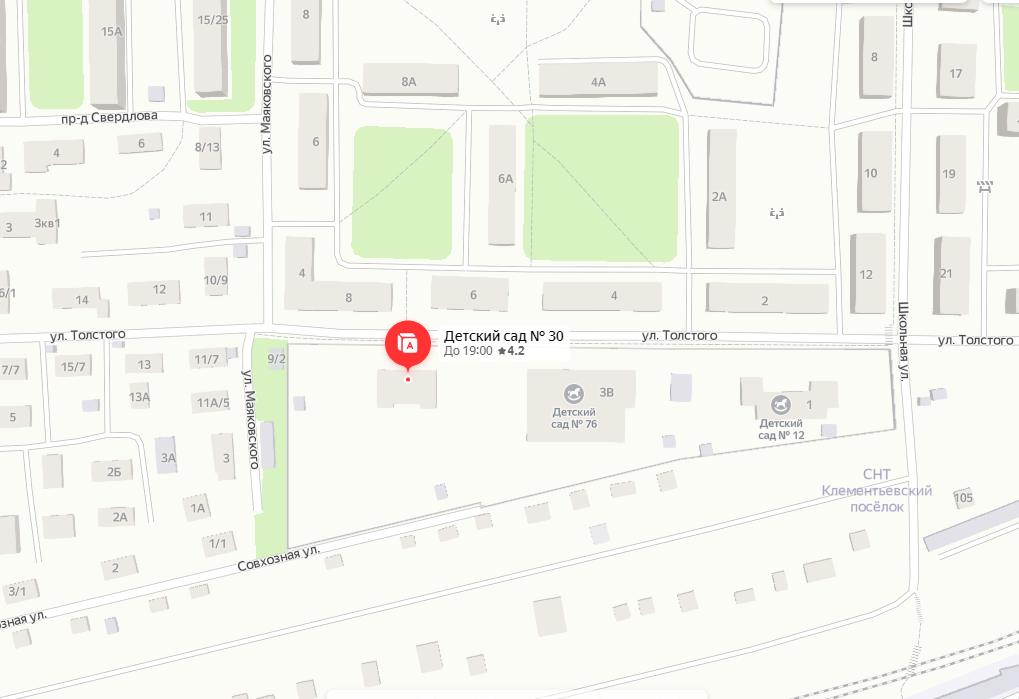 15/25
8
15А
Шко
8
17
8А
4А
пр-д Свердлова
ул. Маяковского
6
8/13
6
4
2
6А
2А
10
19
11
3
3кв1
10/9
12
14
6/1
4
8
6
4
2
12
21
ул. Толстого
Детский сад № 30
До 19:00 ★4.2
ул. Толстого
Школьная ул.
ул. Толстого
7/7
15/7
13
11/7
9/2
ул. Маяковского
13А
11А/5
5
3В
Детский
сад № 76
1
Детский
сад № 12
2Б
3А
3
СНТ
Клементьевский
посёлок
105
2А
1А
1/1
Совхозная ул.
2
3/1
зная ул.